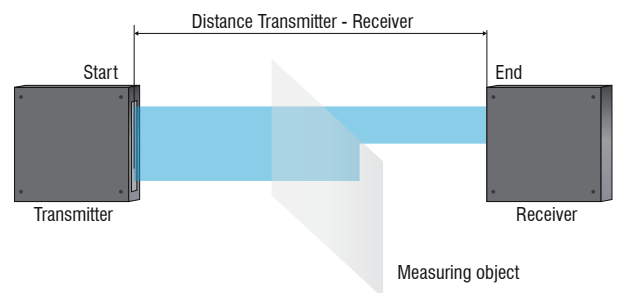 Distance Transmitter - Receiver
Start
End
Transmitter
Receiver
Measuring object